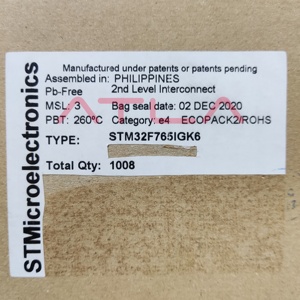 STMicroelectronics
Manufactured under patents or patents pending
Assembled in: PHILIPPINES
Pb-Free 2nd Level Interconnect
MSL: 3 Bag seal date: 02 DEC 2020
PBT: 260°C Category: e4 ECOPACK2/ROHS
ATLA
TYPE: STM32F765IGK6
Total Qty: 1008